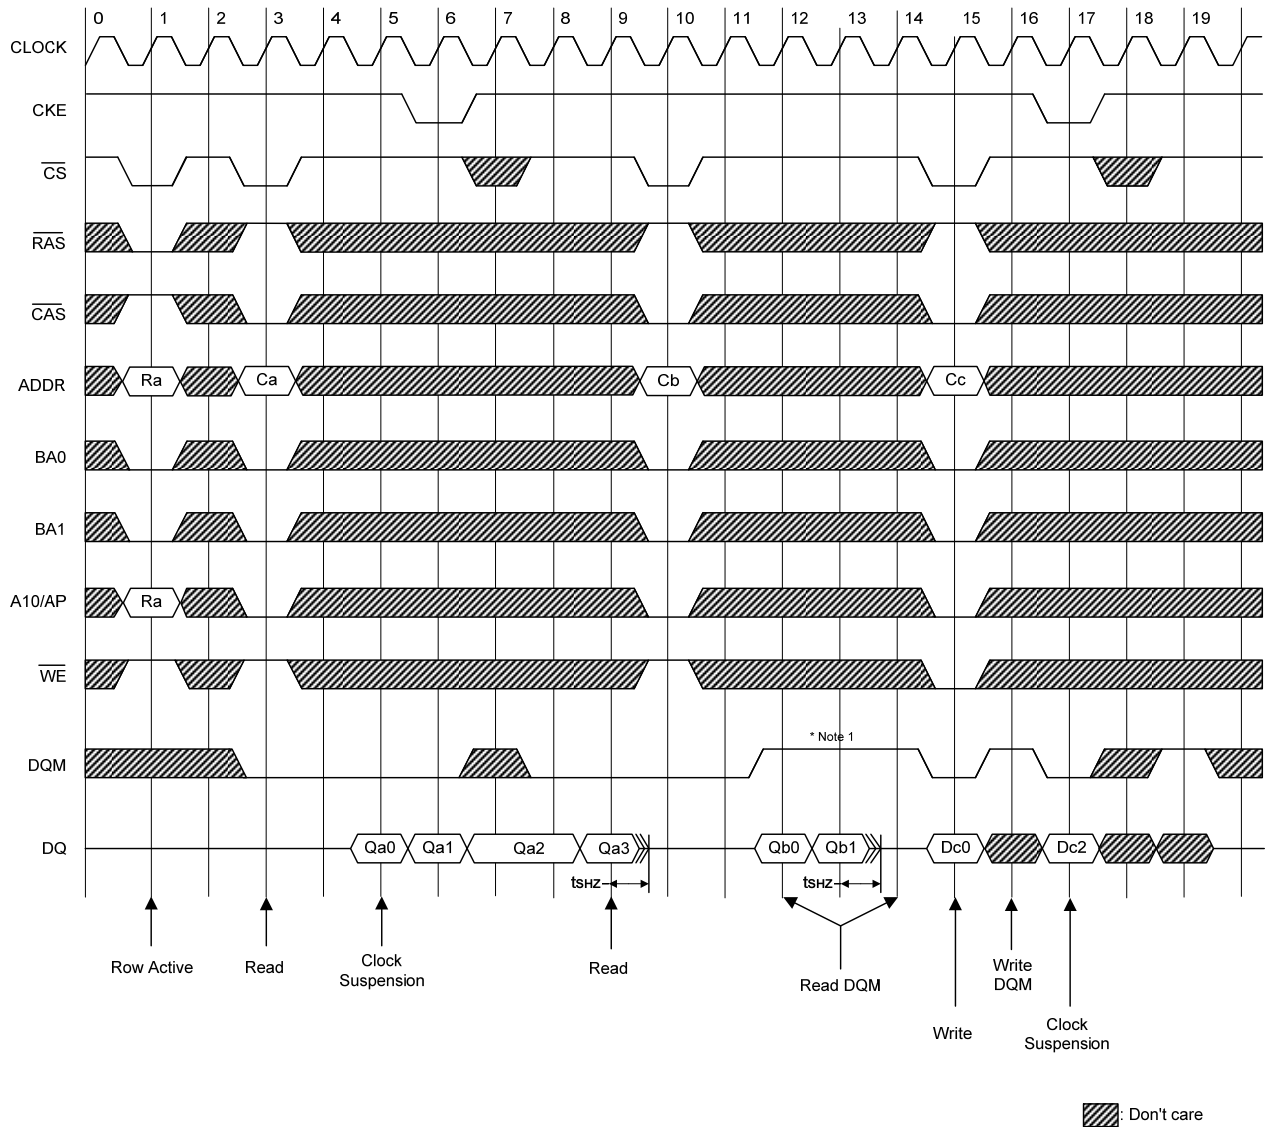 0 1 2 3 4 5 6 7 8 9 10 11 12 13 14 15 16 17 18 19
CLOCK
CKE
CS
RAS
CAS
ADDR Ra Ca Cb Cc
BA0
BA1
A10/AP Ra
WE
* Note 1
DQM
DQ Qa0 Qa1 Qa2 Qa3 Qb0 Qb1 Dc0 Dc2
tSHZ tSHZ
Row Active
Read
Clock
Suspension
Read
Read DQM
Write
DQM
Write
Clock
Suspension
: Don't care